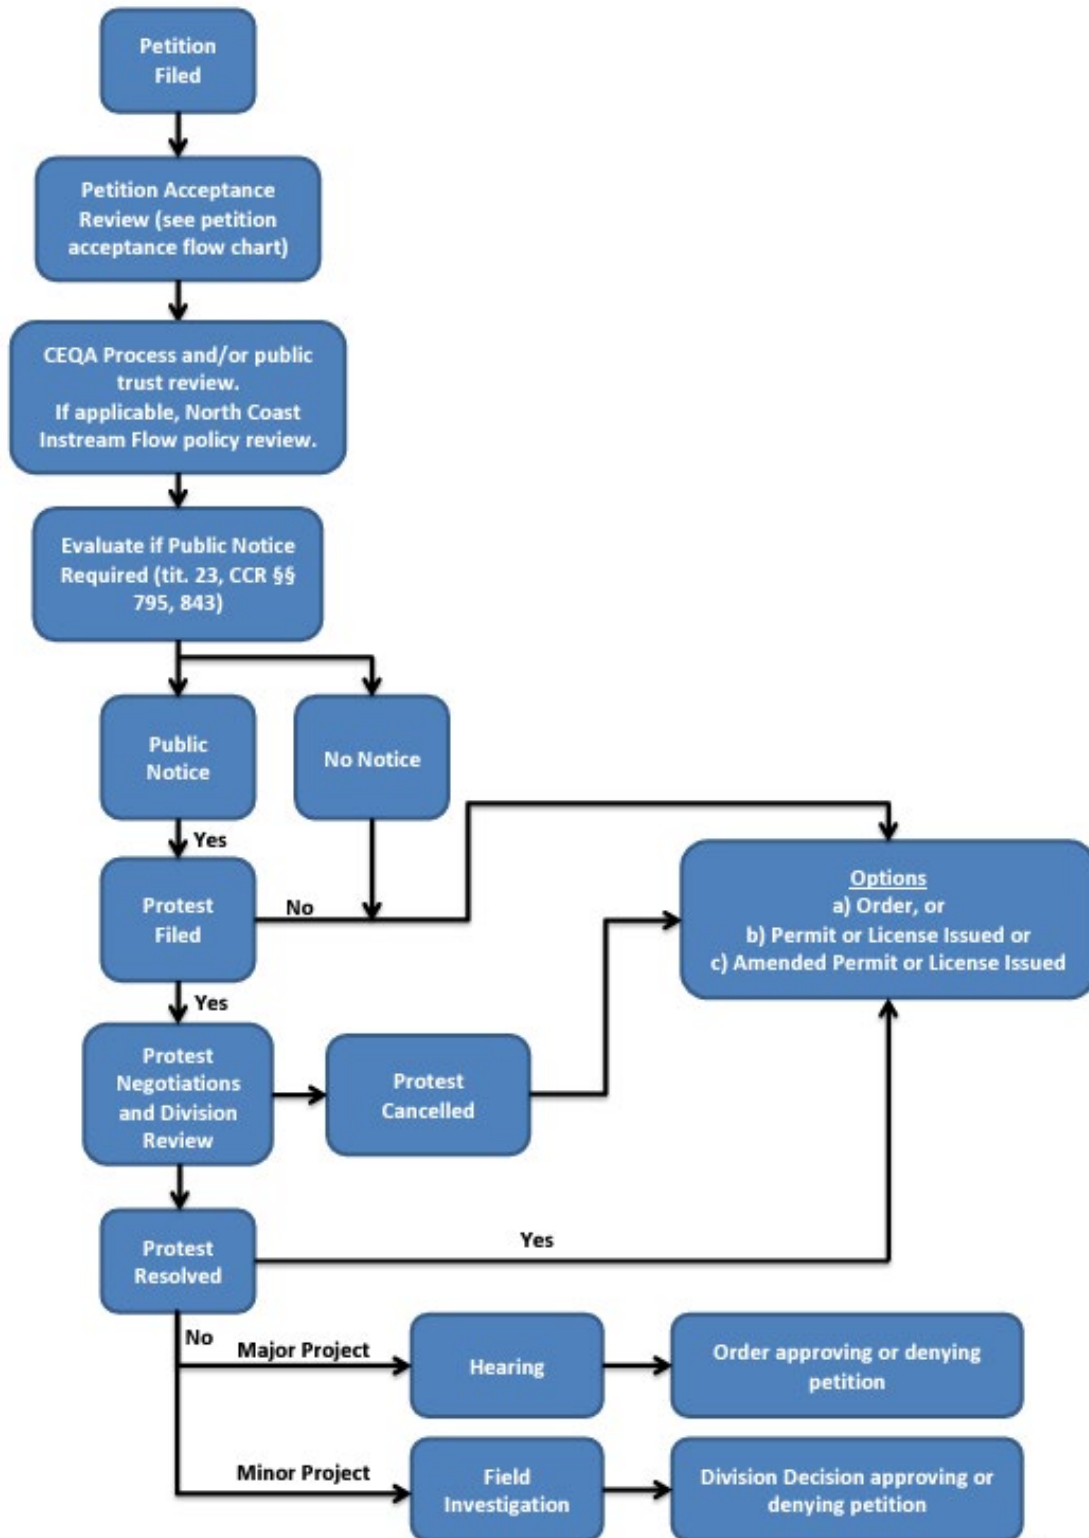 Petition
Filed
Petition Acceptance
Review (see petition
acceptance flow chart)
CEQA Process and/or public
trust review.
If applicable, North Coast
Instream Flow policy review.
Evaluate if Public Notice
Required (tit. 23, CCR §§
795, 843)
Public
Notice
No Notice
Yes
Protest
Filed
No
Options
a) Order, or
b) Permit or License Issued or
c) Amended Permit or License Issued
Yes
Protest
Negotiations
and Division
Review
Protest
Cancelled
Protest
Resolved
Yes
No
Major Project
Hearing
Order approving or denying
petition
Minor Project
Field
Investigation
Division Decision approving or
denying petition